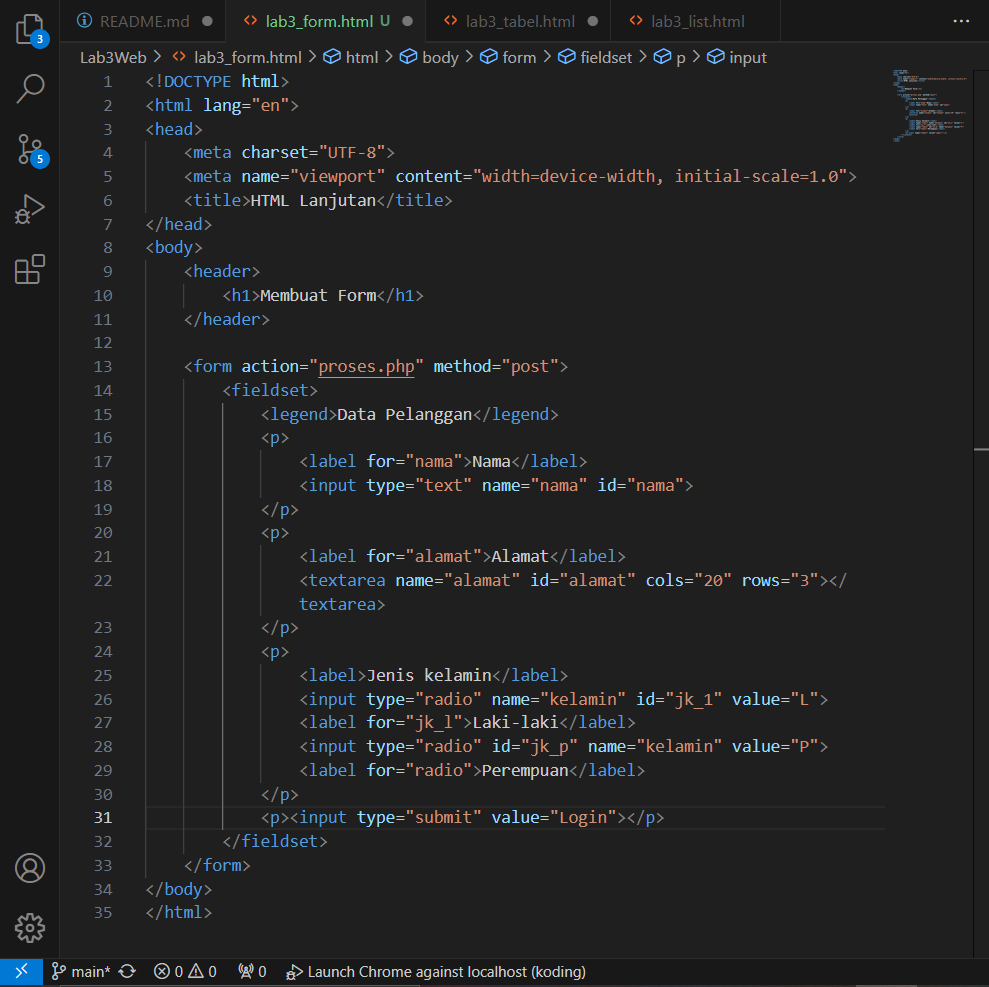 README.md
lab3_form.html U
lab3_tabel.html
lab3_list.html
Lab3Web > lab3_form.html > html > body > form > fieldset > p > input
3
5
1 <!DOCTYPE html>
2 <html lang="en">
3 <head>
4 <meta charset="UTF-8">
5 <meta name="viewport" content="width=device-width, initial-scale=1.0">
6 <title>HTML Lanjutan</title>
7 </head>
8 <body>
9 <header>
10 <h1>Membuat Form</h1>
11 </header>
12
13 <form action="proses.php" method="post">
14 <fieldset>
15 <legend>Data Pelanggan</legend>
16 <p>
17 <label for="nama">Nama</label>
18 <input type="text" name="nama" id="nama">
19 </p>
20 <p>
21 <label for="alamat">Alamat</label>
22 <textarea name="alamat" id="alamat" cols="20" rows="3"></
textarea>
23 </p>
24 <p>
25 <label>Jenis kelamin</label>
26 <input type="radio" name="kelamin" id="jk_1" value="L">
27 <label for="jk_l">Laki-laki</label>
28 <input type="radio" id="jk_p" name="kelamin" value="P">
29 <label for="radio">Perempuan</label>
30 </p>
31 <p><input type="submit" value="Login"></p>
32 </fieldset>
33 </form>
34 </body>
35 </html>
main* 0 0 0 Launch Chrome against localhost (koding)